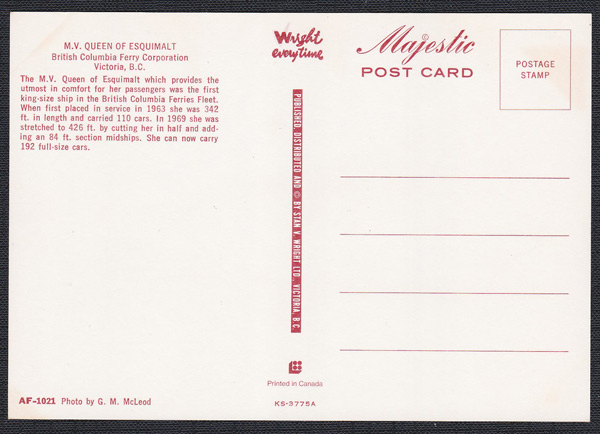 M.V. QUEEN OF ESQUIMALT
British Columbia Ferry Corporation
Victoria, B.C.
The M.V. Queen of Esquimalt which provides the
utmost in comfort for her passengers was the first
king-size ship in the British Columbia Ferries Fleet.
When first placed in service in 1963 she was 342
ft. in length and carried 110 cars. In 1969 she was
stretched to 426 ft. by cutting her in half and add-
ing an 84 ft. section midships. She can now carry
192 full-size cars.
AF-1021 Photo by G. M. McLeod
Wright
everytime
PUBLISHED, DISTRIBUTED AND © BY STAN V. WRIGHT LTD. VICTORIA, B.C.
Printed in Canada
KS-3775A
Majestic
POST CARD
POSTAGE
STAMP